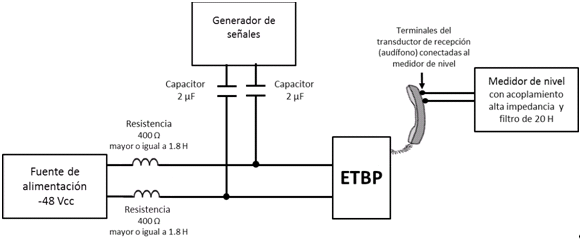 Generador de
señales
Terminales del
transductor de recepción
(audífono) conectadas al
medidor de nivel
Capacitor
2 µF
Capacitor
2 µF
Medidor de nivel
con acoplamiento
alta impedancia y
filtro de 20 H
Resistencia
400 Ω
mayor o igual a 1.8 H
Fuente de
alimentación
-48 Vcc
ETBP
Resistencia
400 Ω
mayor o igual a 1.8 H